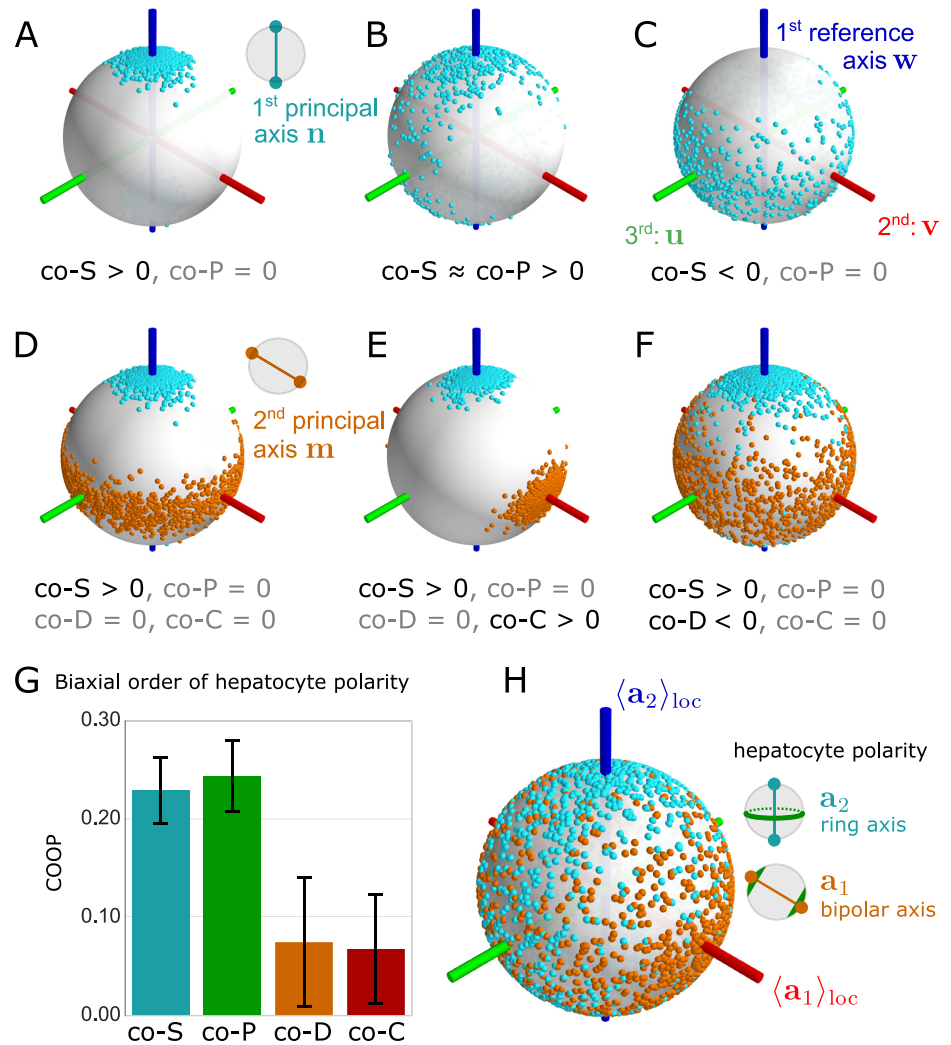 A
B
C
1st principal
axis n
1st reference
axis w
3rd: u
2nd: v
co-S > 0, co-P = 0
co-S ≈ co-P > 0
co-S < 0, co-P = 0
D
E
F
2nd principal
axis m
co-S > 0, co-P = 0
co-D = 0, co-C = 0
co-S > 0, co-P = 0
co-D = 0, co-C > 0
co-S > 0, co-P = 0
co-D < 0, co-C = 0
G Biaxial order of hepatocyte polarity
COOP
0.30
0.20
0.10
0.00
co-S co-P co-D co-C
H
⟨a₂⟩loc
hepatocyte polarity
a₂
ring axis
a₁
bipolar axis
⟨a₁⟩loc